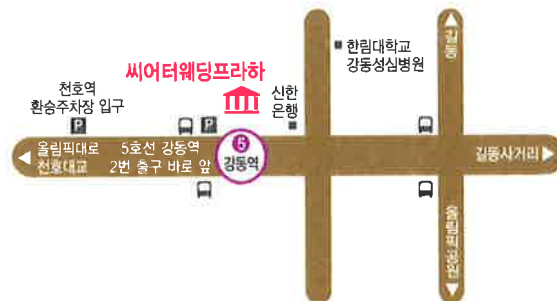 씨어터웨딩프라하
천호역
환승주차장 입구
P
P
신한
은행
한림대학교
강동성심병원
길동
올림픽대로
천호대교
5호선 강동역
2번 출구 바로 앞
5
강동역
길동사거리
올림픽공원